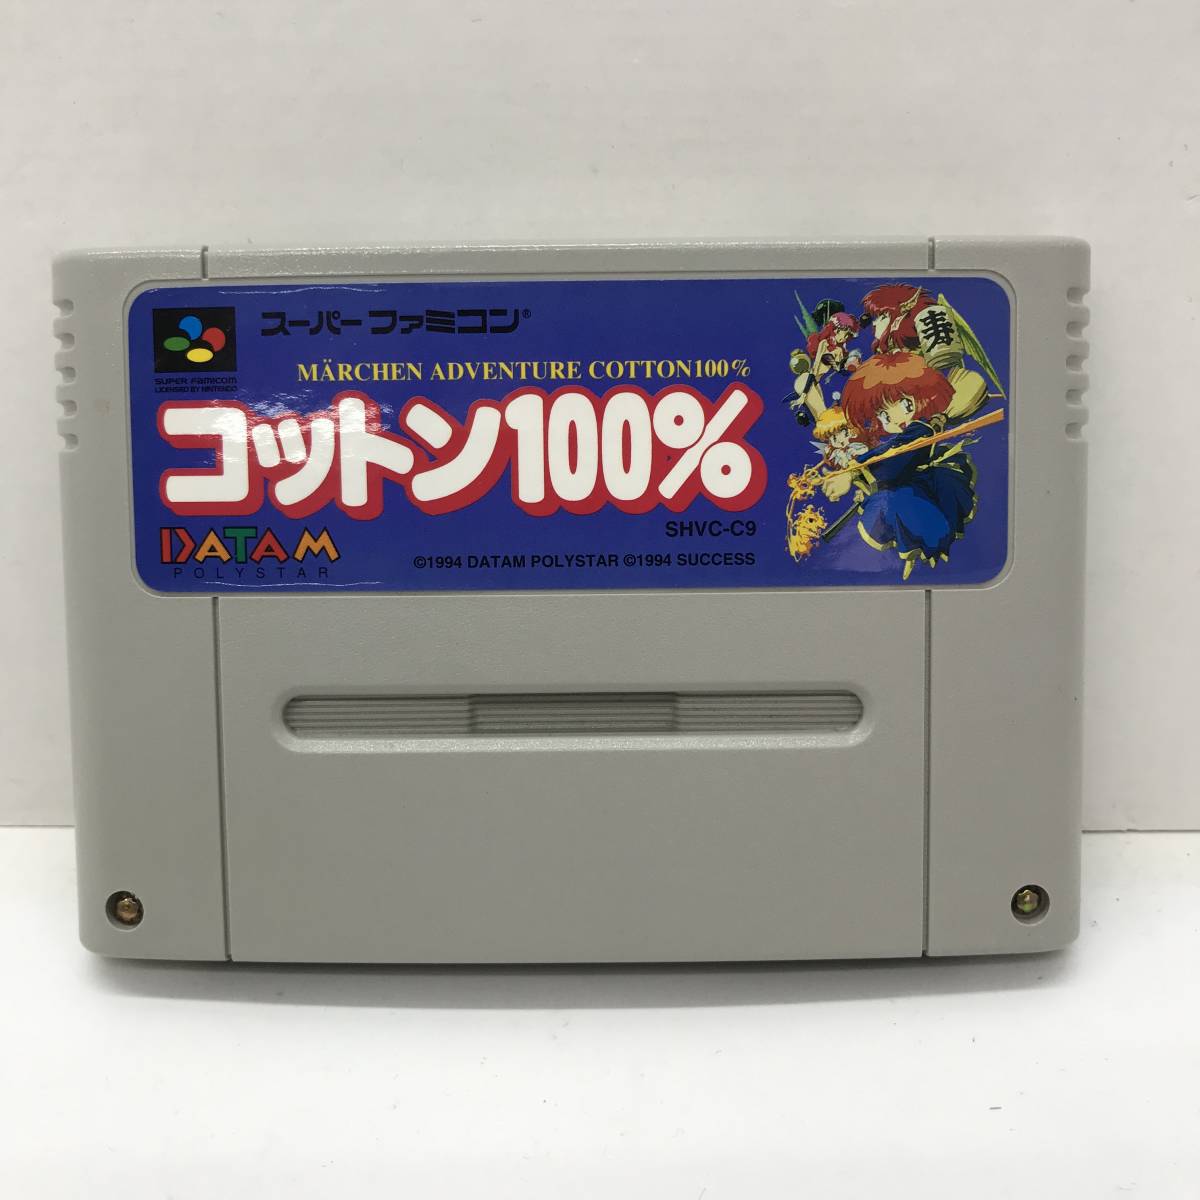 スーパーファミコン®
SUPER FAMICOM
LICENSED BY NINTENDO
MÄRCHEN ADVENTURE COTTON100%
コットン100%
寿
SHVC-C9
DATAM
POLYSTAR
©1994 DATAM POLYSTAR ©1994 SUCCESS